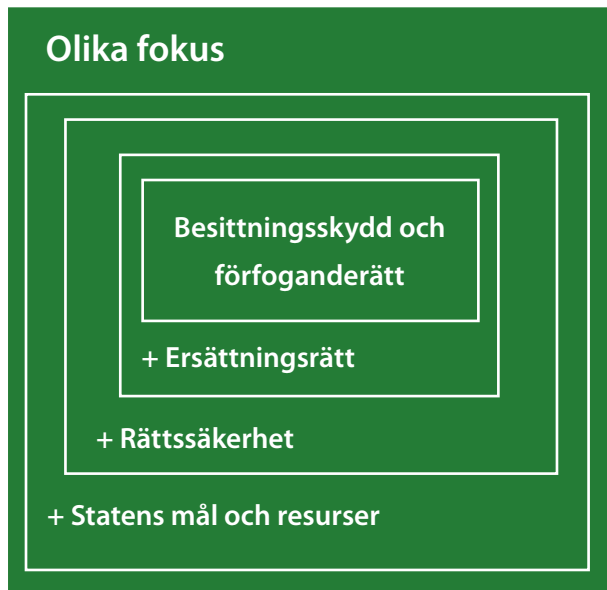 Olika fokus
Besittningsskydd och
förfoganderätt
+ Ersättningsrätt
+ Rättssäkerhet
+ Statens mål och resurser